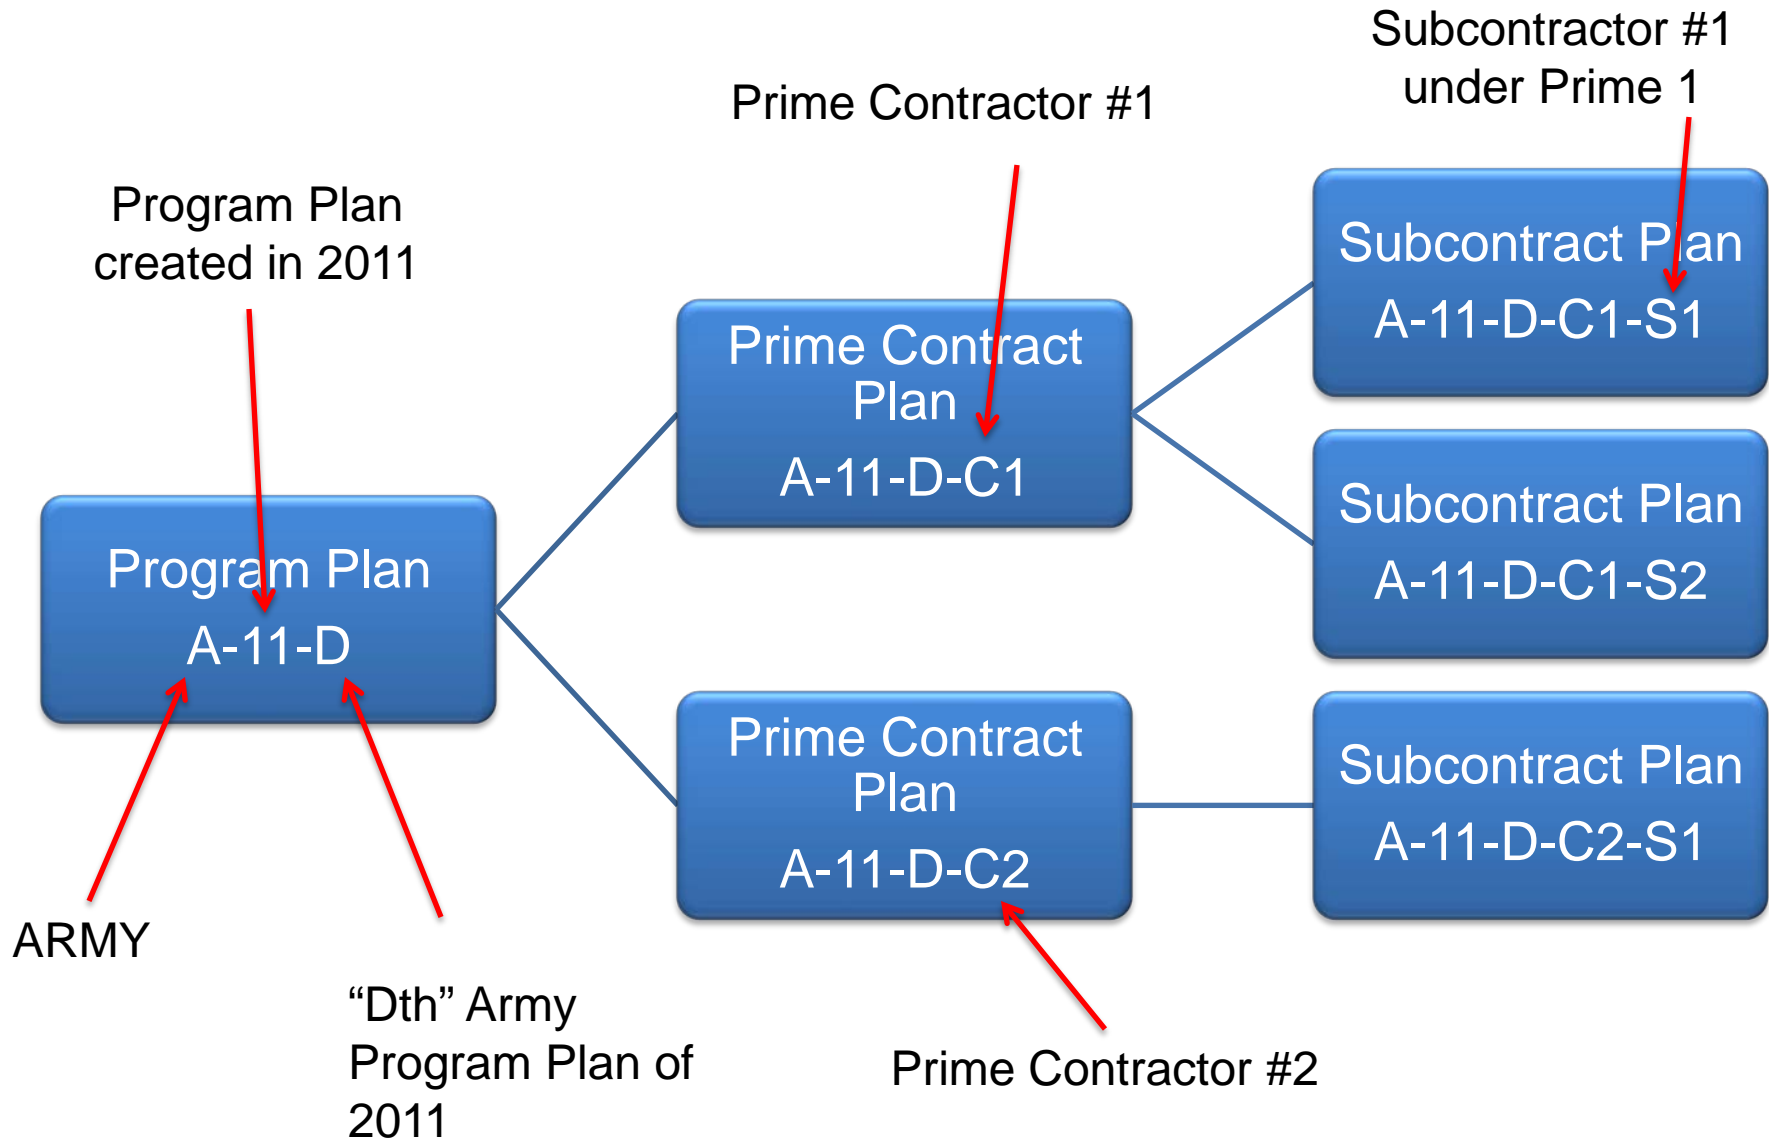 Subcontractor #1
under Prime 1
Prime Contractor #1
Program Plan
created in 2011
Subcontract Plan
A-11-D-C1-S1
Prime Contract
Plan
A-11-D-C1
Subcontract Plan
A-11-D-C1-S2
Program Plan
A-11-D
Prime Contract
Plan
A-11-D-C2
Subcontract Plan
A-11-D-C2-S1
ARMY
“Dth” Army
Program Plan of
2011
Prime Contractor #2